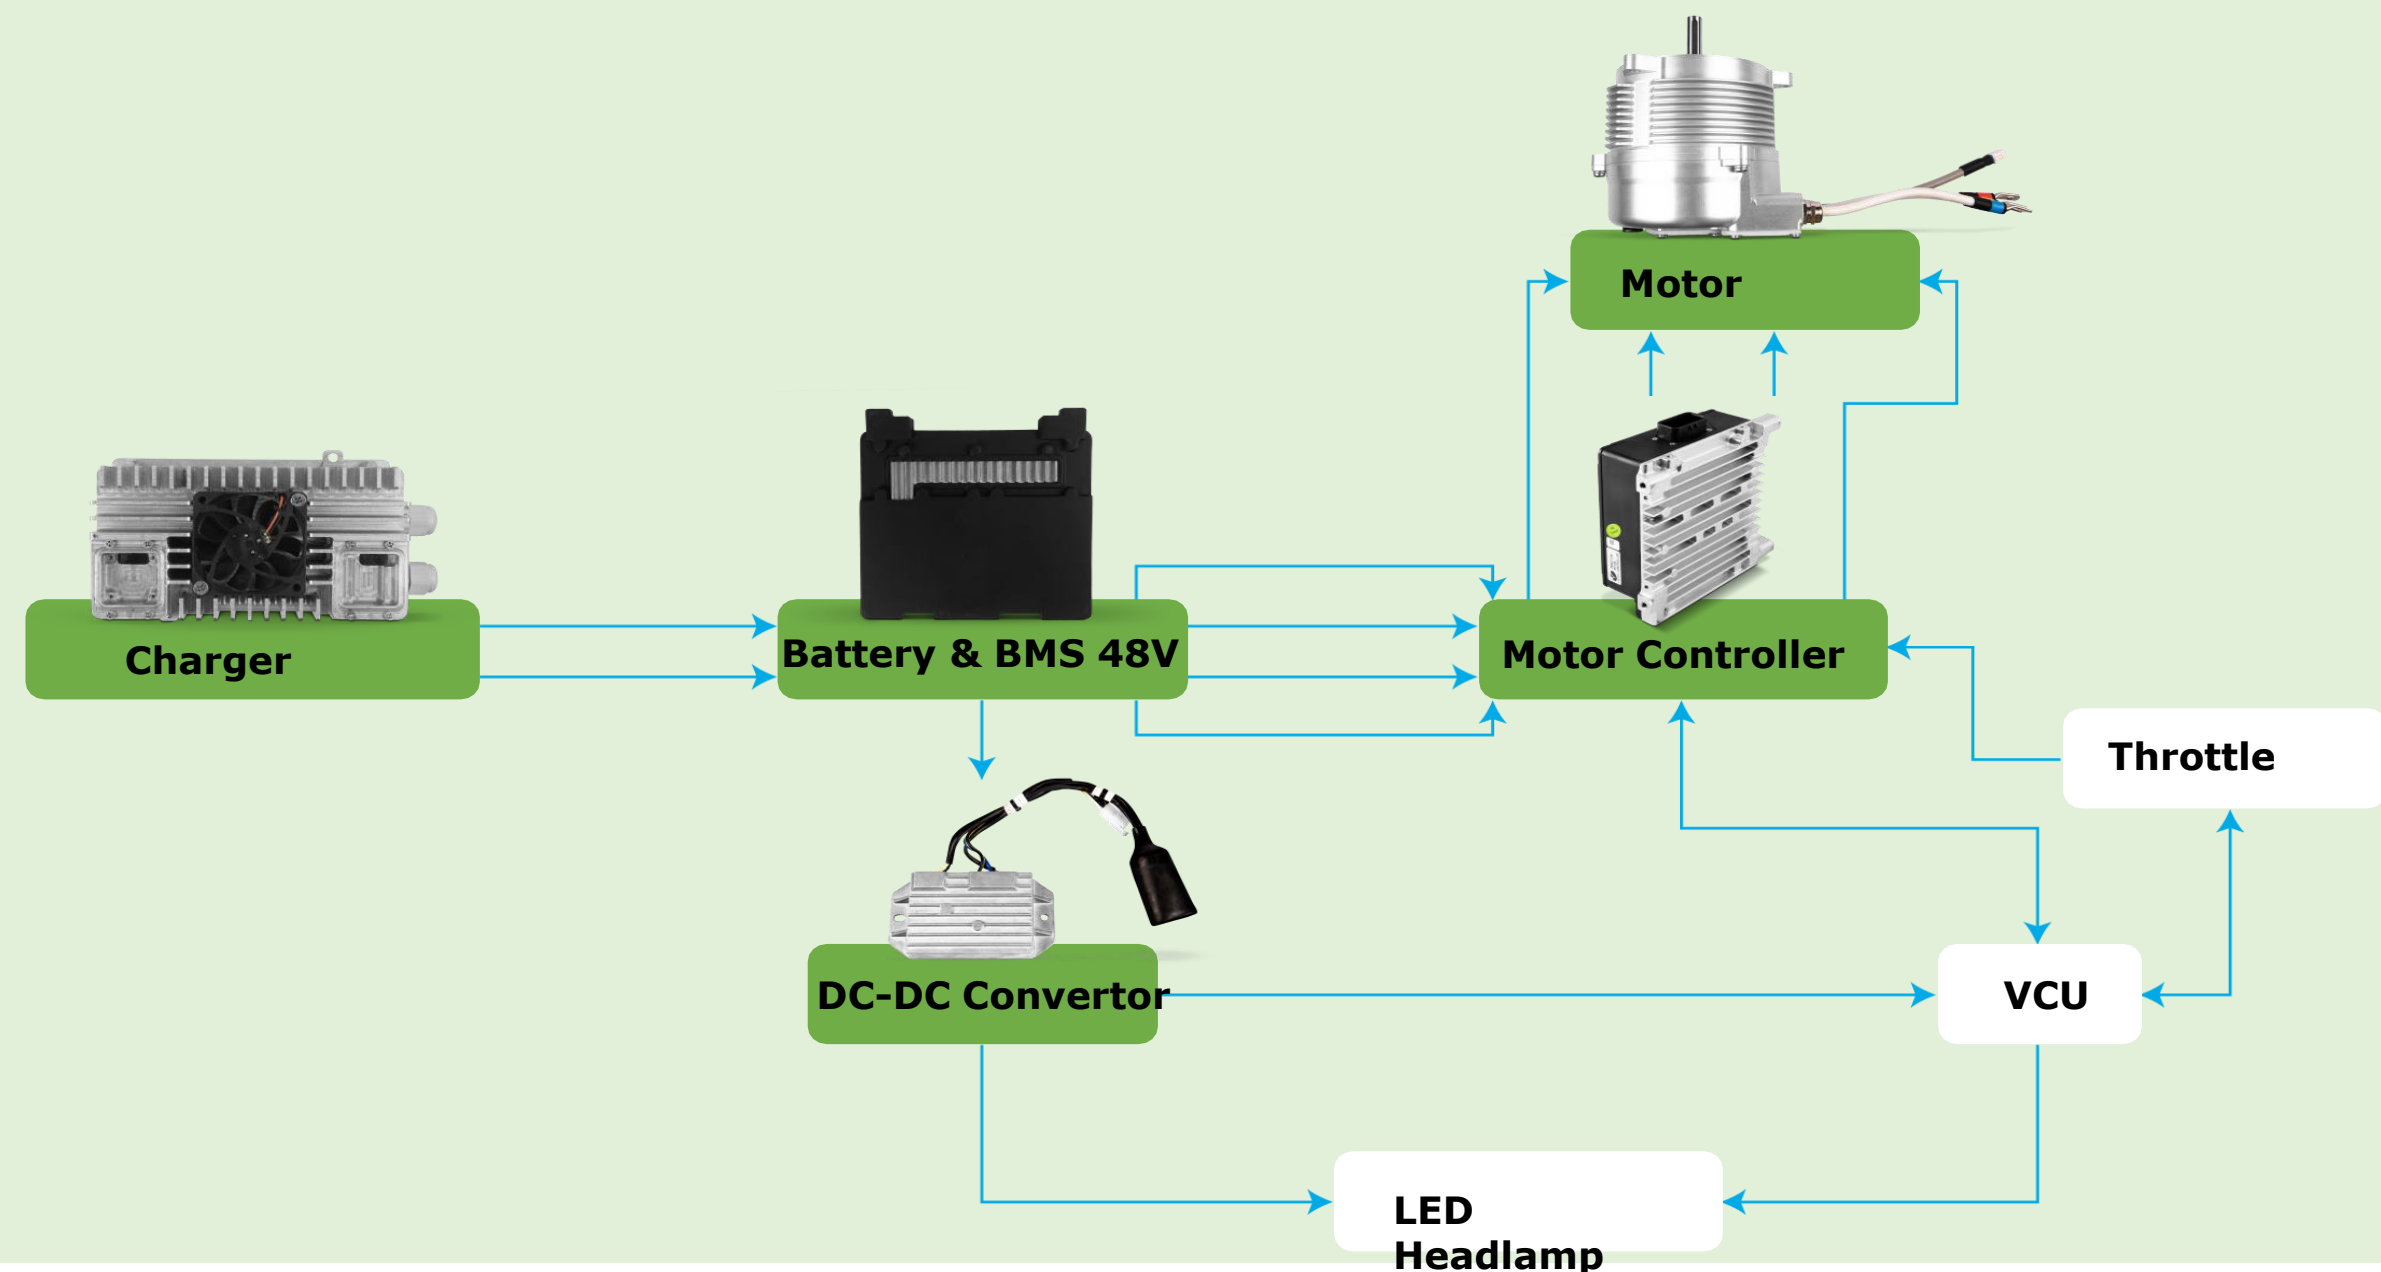 Motor
Charger
Battery & BMS 48V
Motor Controller
Throttle
DC-DC Convertor
VCU
LED
Headlamp